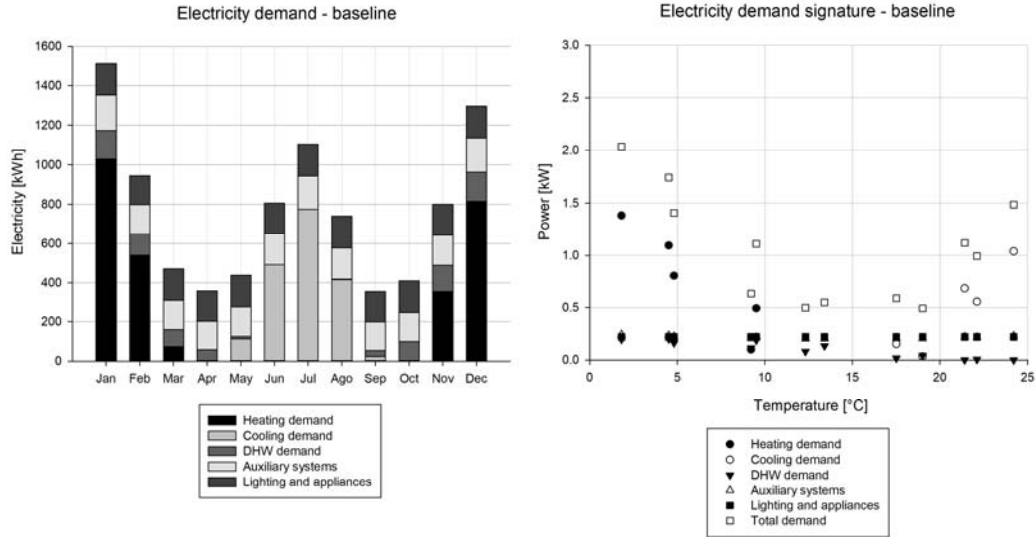 Electricity demand - baseline
1600
1400
1200
1000
800
600
400
200
0
Electricity [kWh]
Jan Feb Mar Apr May Jun Jul Ago Sep Oct Nov Dec
Heating demand
Cooling demand
DHW demand
Auxiliary systems
Lighting and appliances
Electricity demand signature - baseline
3.0
2.5
2.0
1.5
1.0
0.5
0.0
Power [kW]
0 5 10 15 20 25
Temperature [°C]
Heating demand
Cooling demand
DHW demand
Auxiliary systems
Lighting and appliances
Total demand